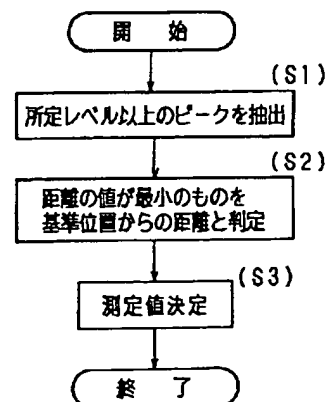 開 始
(S1)
所定レベル以上のピークを抽出
(S2)
距離の値が最小のものを
基準位置からの距離と判定
(S3)
測定値決定
終 了